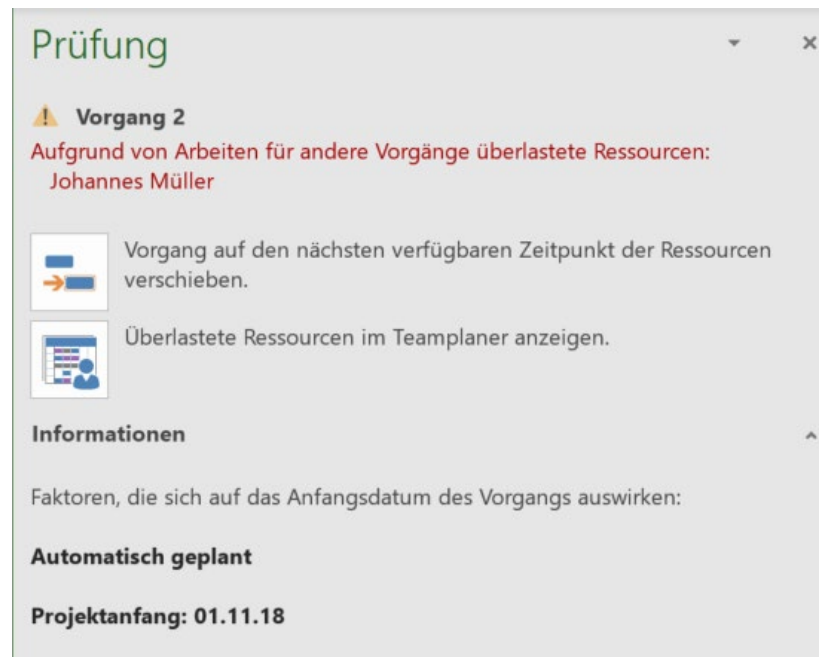 Prüfung
Vorgang 2
Aufgrund von Arbeiten für andere Vorgänge überlastete Ressourcen:
Johannes Müller
Vorgang auf den nächsten verfügbaren Zeitpunkt der Ressourcen
verschieben.
Überlastete Ressourcen im Teamplaner anzeigen.
Informationen
Faktoren, die sich auf das Anfangsdatum des Vorgangs auswirken:
Automatisch geplant
Projektanfang: 01.11.18